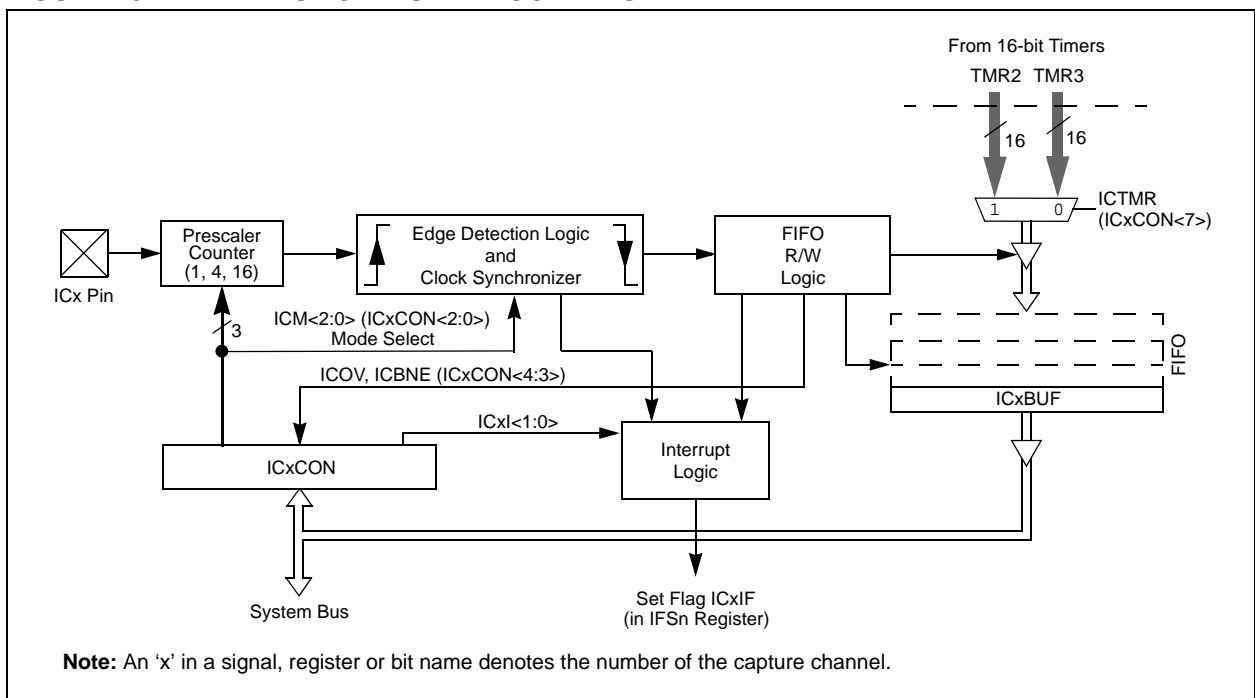 From 16-bit Timers
TMR2 TMR3
16
16
1 0
ICTMR
(ICxCON<7>)
Prescaler
Counter
(1, 4, 16)
Edge Detection Logic
and
Clock Synchronizer
FIFO
R/W
Logic
ICx Pin
3
ICM<2:0> (ICxCON<2:0>)
Mode Select
FIFO
ICOV, ICBNE (ICxCON<4:3>)
ICxBUF
ICxI<1:0>
ICxCON
Interrupt
Logic
System Bus
Set Flag ICxIF
(in IFSn Register)
Note: An ‘x’ in a signal, register or bit name denotes the number of the capture channel.